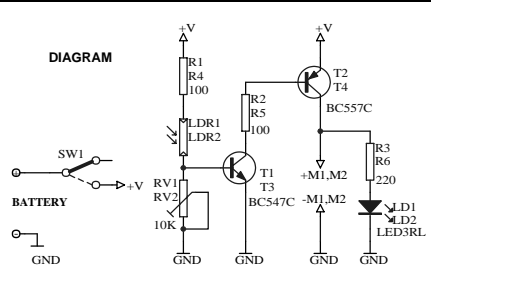 +V
+V
DIAGRAM
R1
R4
100
T2
T4
BC557C
R2
R5
100
LDR1
LDR2
SW1
+V
BATTERY
RV1
RV2
10K
T1
T3
BC547C
+M1,M2
-M1,M2
R3
R6
220
LD1
LD2
LED3RL
GND
GND
GND
GND
GND